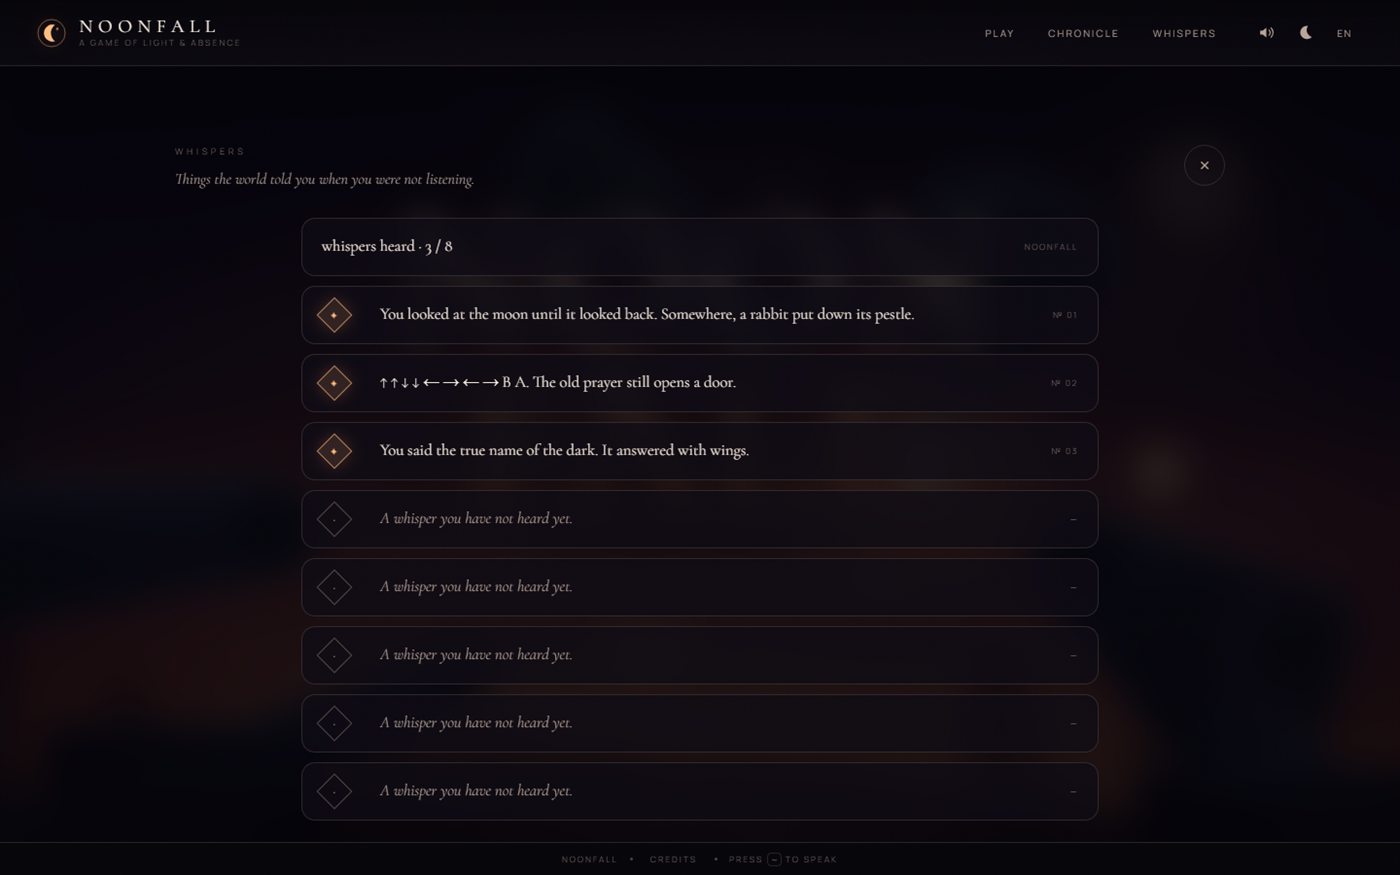 NOONFALL
A GAME OF LIGHT & ABSENCE
PLAY CHRONICLE WHISPERS EN
WHISPERS
Things the world told you when you were not listening.
whispers heard · 3 / 8 NOONFALL
You looked at the moon until it looked back. Somewhere, a rabbit put down its pestle. № 01
↑↑↓↓←→←→ B A. The old prayer still opens a door. № 02
You said the true name of the dark. It answered with wings. № 03
A whisper you have not heard yet. –
A whisper you have not heard yet. –
A whisper you have not heard yet. –
A whisper you have not heard yet. –
A whisper you have not heard yet. –
NOONFALL • CREDITS • PRESS ~ TO SPEAK